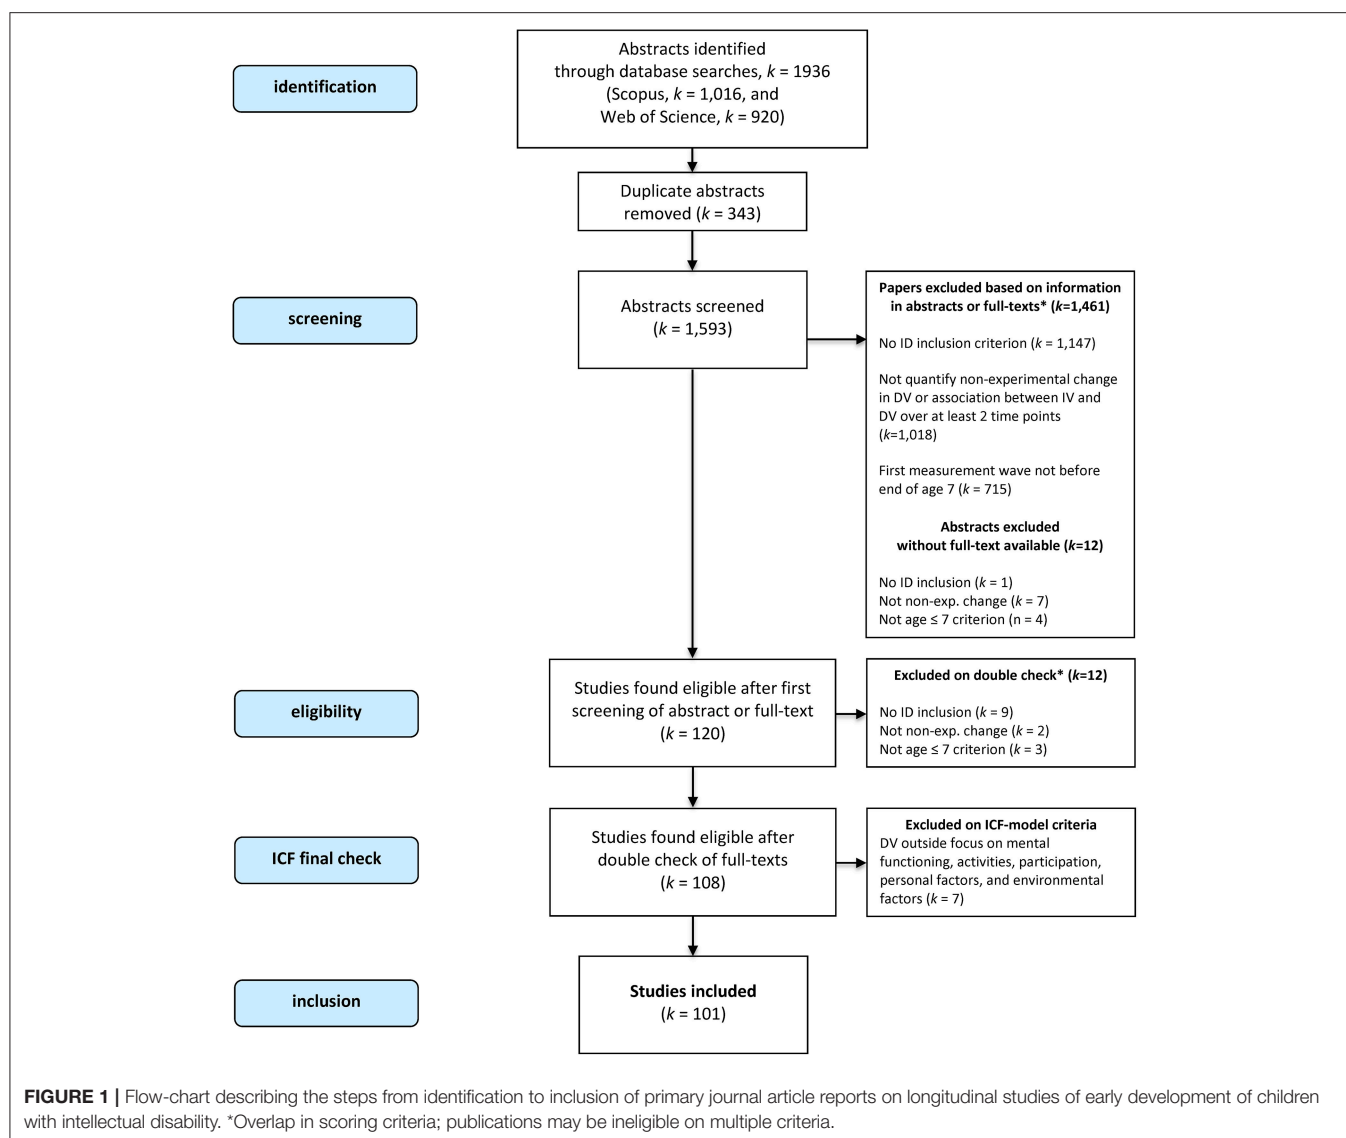 identification
Abstracts identified
through database searches, k = 1936
(Scopus, k = 1,016, and
Web of Science, k = 920)
Duplicate abstracts
removed (k = 343)
screening
Abstracts screened
(k = 1,593)
Papers excluded based on information
in abstracts or full-texts* (k=1,461)
No ID inclusion criterion (k = 1,147)
Not quantify non-experimental change
in DV or association between IV and
DV over at least 2 time points
(k=1,018)
First measurement wave not before
end of age 7 (k = 715)
Abstracts excluded
without full-text available (k=12)
No ID inclusion (k = 1)
Not non-exp. change (k = 7)
Not age ≤ 7 criterion (n = 4)
eligibility
Studies found eligible after first
screening of abstract or full-text
(k = 120)
Excluded on double check* (k=12)
No ID inclusion (k = 9)
Not non-exp. change (k = 2)
Not age ≤ 7 criterion (k = 3)
ICF final check
Studies found eligible after
double check of full-texts
(k = 108)
Excluded on ICF-model criteria
DV outside focus on mental
functioning, activities, participation,
personal factors, and environmental
factors (k = 7)
inclusion
Studies included
(k = 101)
FIGURE 1 | Flow-chart describing the steps from identification to inclusion of primary journal article reports on longitudinal studies of early development of children
with intellectual disability. *Overlap in scoring criteria; publications may be ineligible on multiple criteria.